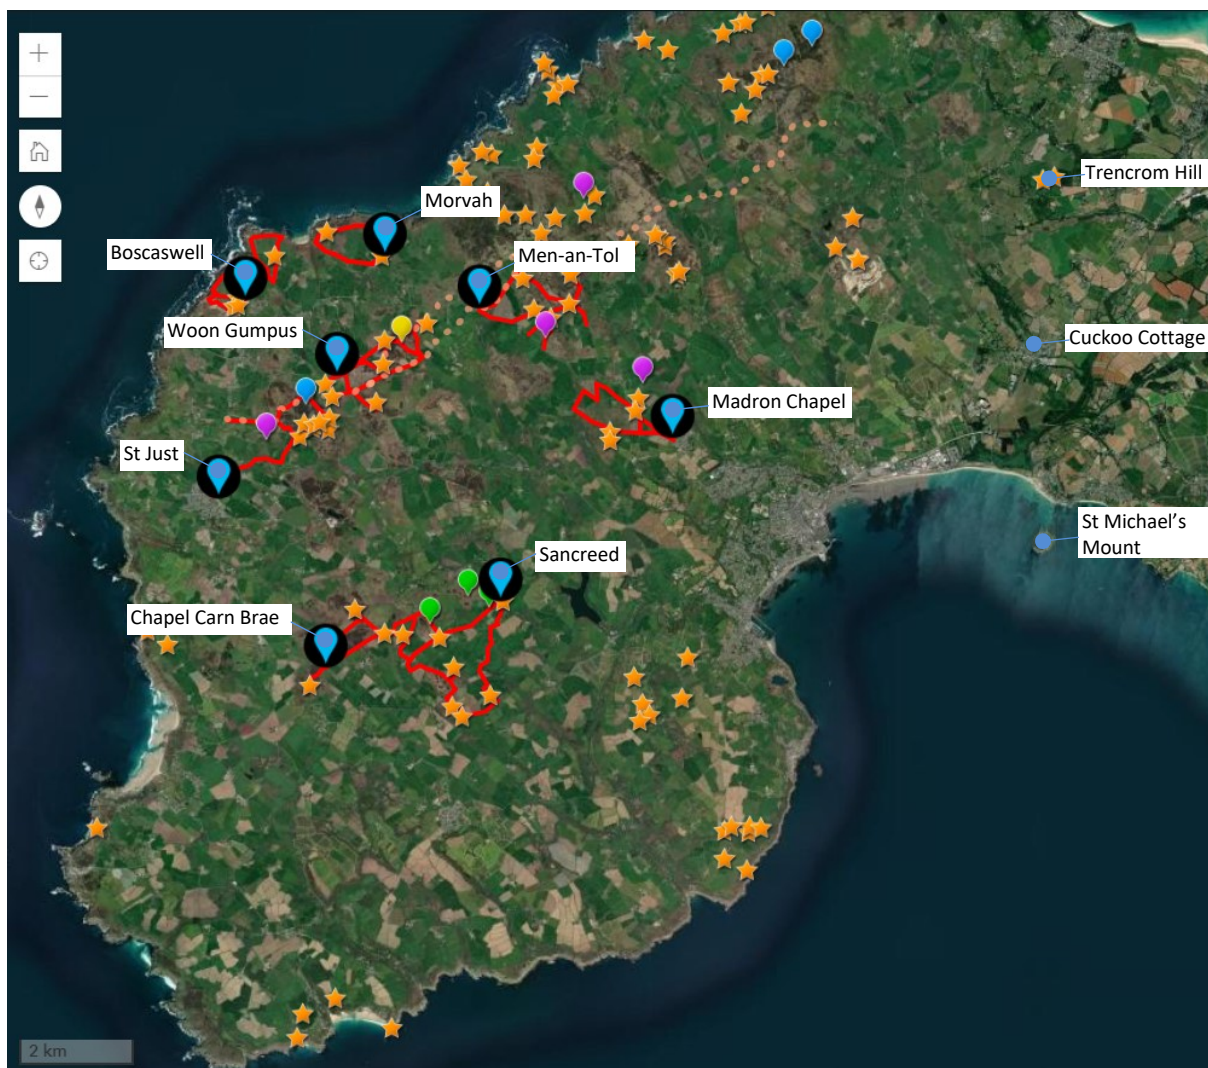 Trencrom Hill
Morvah
Boscaswell
Men-an-Tol
Woon Gumpus
Cuckoo Cottage
Madron Chapel
St Just
St Michael's
Mount
Sancreed
Chapel Carn Brae
2 km